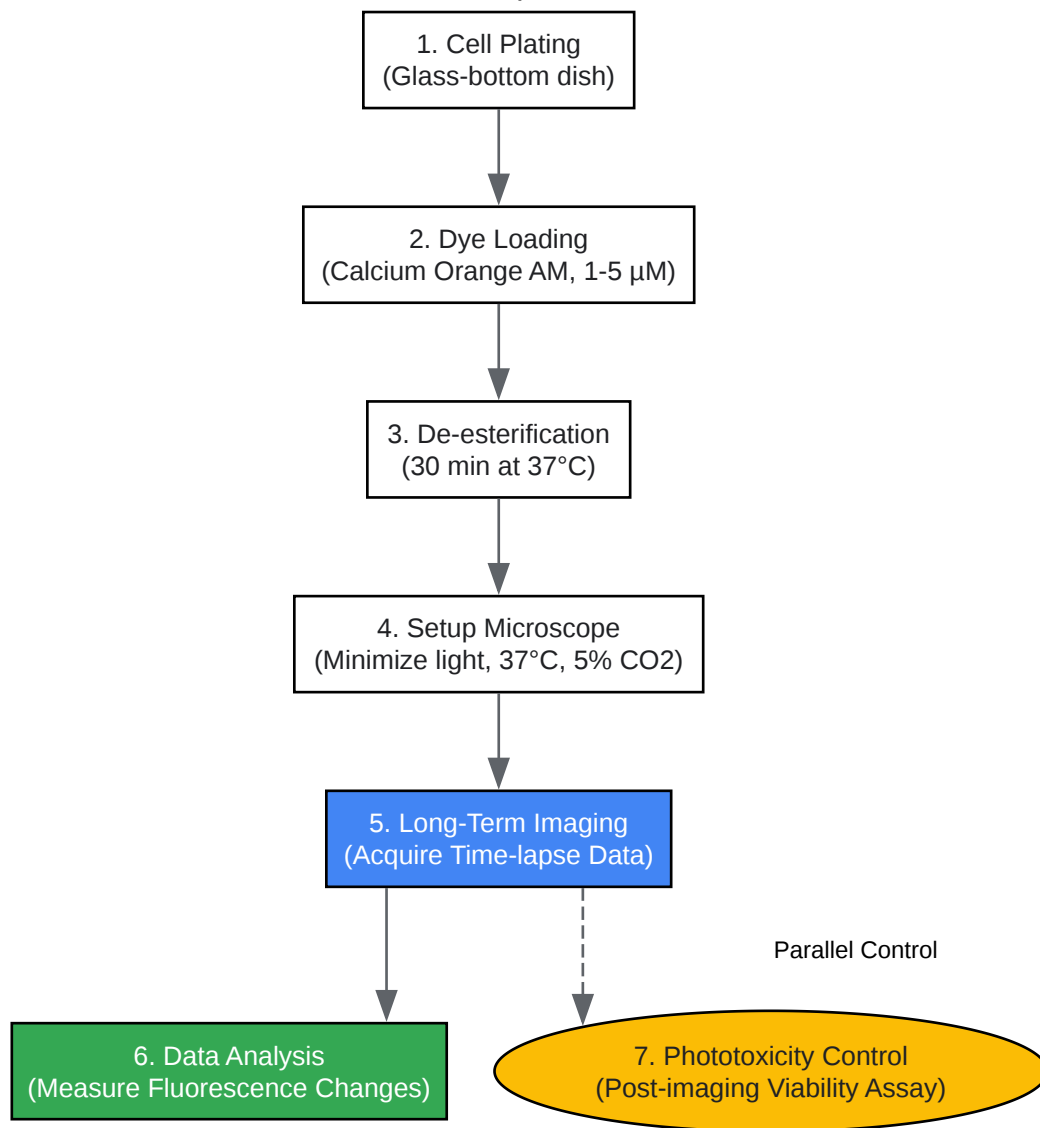 1. Cell Plating
(Glass-bottom dish)
2. Dye Loading
(Calcium Orange AM, 1-5 µM)
3. De-esterification
(30 min at 37°C)
4. Setup Microscope
(Minimize light, 37°C, 5% CO2)
5. Long-Term Imaging
(Acquire Time-lapse Data)
Parallel Control
6. Data Analysis
(Measure Fluorescence Changes)
7. Phototoxicity Control
(Post-imaging Viability Assay)